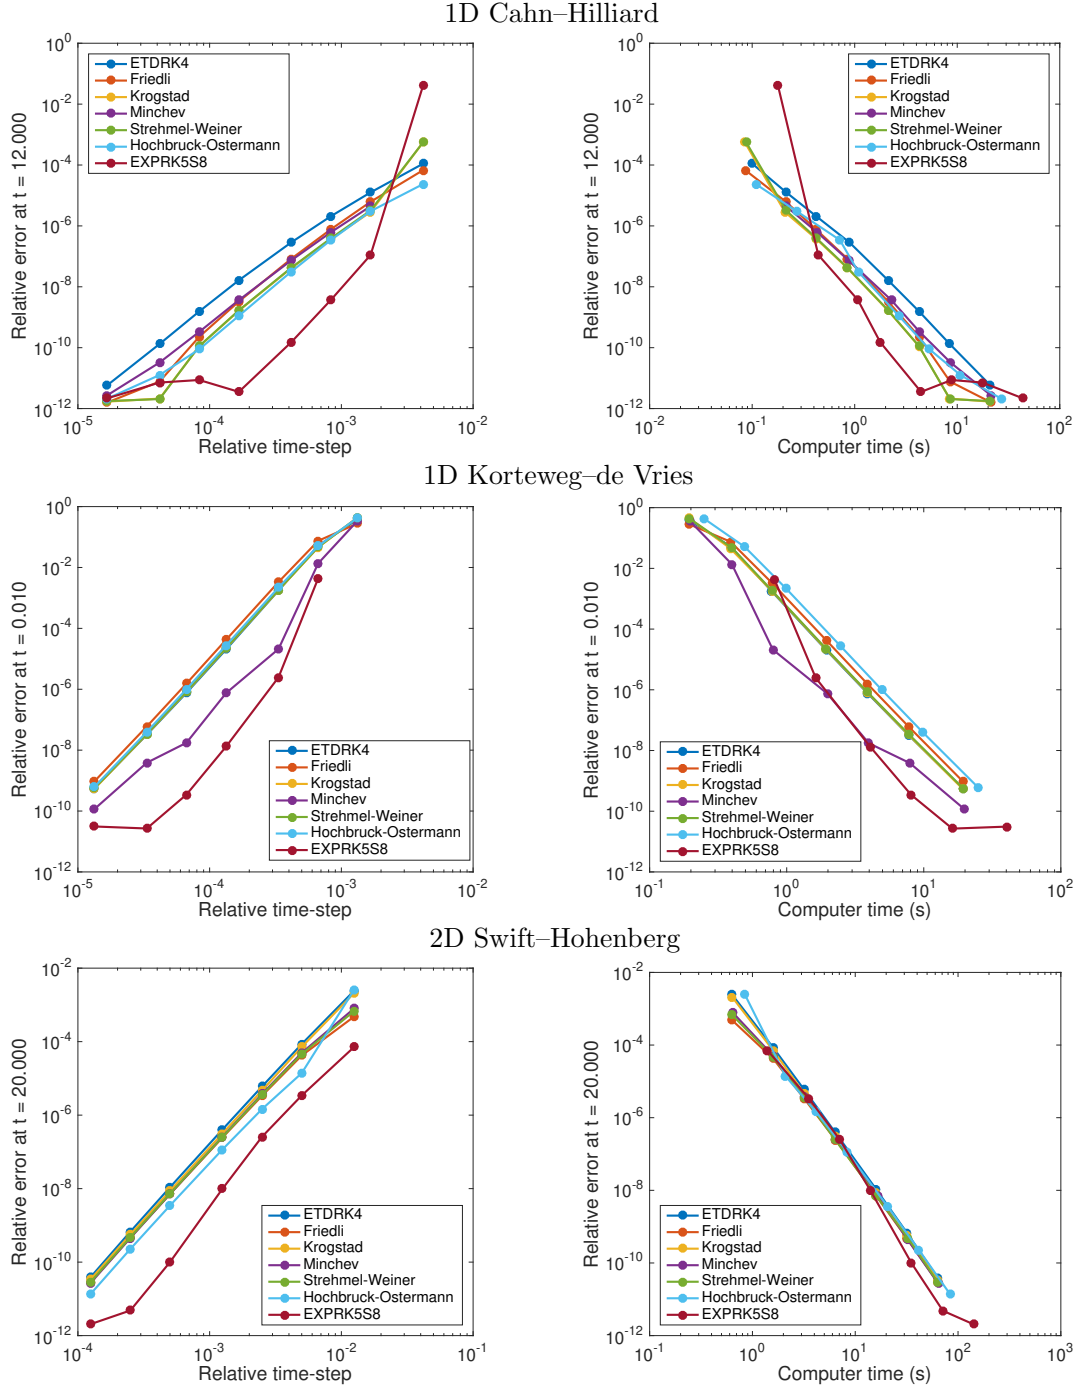 1D Cahn–Hilliard
10^0
10^-2
10^-4
10^-6
10^-8
10^-10
10^-12
Relative error at t = 12.000
ETDRK4
Friedli
Krogstad
Minchev
Strehmel-Weiner
Hochbruck-Ostermann
EXPRK5S8
10^-5
10^-4
10^-3
10^-2
Relative time-step
10^0
10^-2
10^-4
10^-6
10^-8
10^-10
10^-12
Relative error at t = 12.000
ETDRK4
Friedli
Krogstad
Minchev
Strehmel-Weiner
Hochbruck-Ostermann
EXPRK5S8
10^-2
10^-1
10^0
10^1
10^2
Computer time (s)
1D Korteweg–de Vries
10^0
10^-2
10^-4
10^-6
10^-8
10^-10
10^-12
Relative error at t = 0.010
ETDRK4
Friedli
Krogstad
Minchev
Strehmel-Weiner
Hochbruck-Ostermann
EXPRK5S8
10^-5
10^-4
10^-3
10^-2
Relative time-step
10^0
10^-2
10^-4
10^-6
10^-8
10^-10
10^-12
Relative error at t = 0.010
ETDRK4
Friedli
Krogstad
Minchev
Strehmel-Weiner
Hochbruck-Ostermann
EXPRK5S8
10^-1
10^0
10^1
10^2
Computer time (s)
2D Swift–Hohenberg
10^-2
10^-4
10^-6
10^-8
10^-10
10^-12
Relative error at t = 20.000
ETDRK4
Friedli
Krogstad
Minchev
Strehmel-Weiner
Hochbruck-Ostermann
EXPRK5S8
10^-4
10^-3
10^-2
10^-1
Relative time-step
10^-2
10^-4
10^-6
10^-8
10^-10
10^-12
Relative error at t = 20.000
ETDRK4
Friedli
Krogstad
Minchev
Strehmel-Weiner
Hochbruck-Ostermann
EXPRK5S8
10^-1
10^0
10^1
10^2
10^3
Computer time (s)